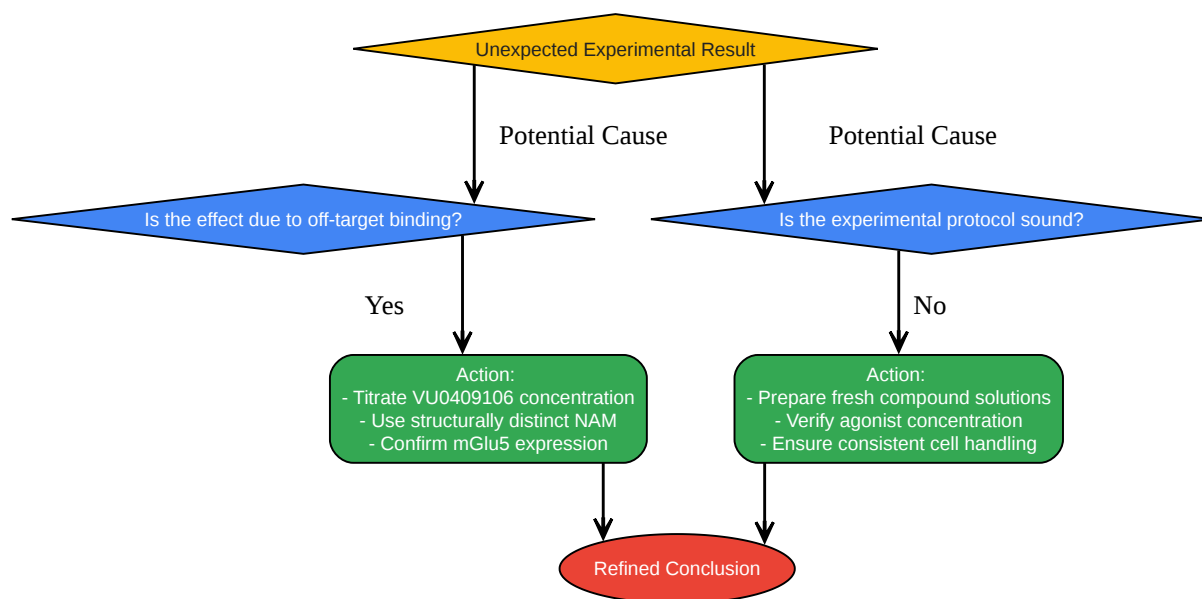 Unexpected Experimental Result
Potential Cause
Potential Cause
Is the effect due to off-target binding?
Is the experimental protocol sound?
Yes
No
Action:
- Titrate VU0409106 concentration
- Use structurally distinct NAM
- Confirm mGlu5 expression
Action:
- Prepare fresh compound solutions
- Verify agonist concentration
- Ensure consistent cell handling
Refined Conclusion